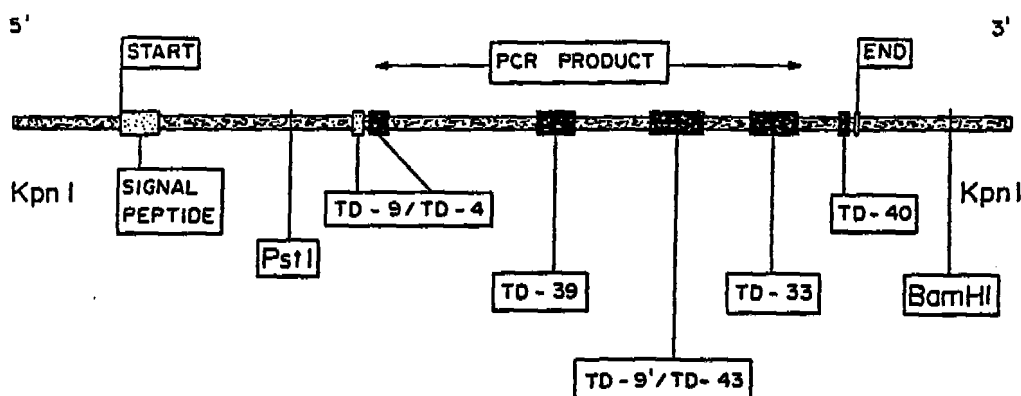 5'
3'
START
PCR PRODUCT
END
Kpn I
SIGNAL
PEPTIDE
TD-9/TD-4
TD-40
Kpn I
Pst I
TD-39
TD-33
BamHI
TD-9'/TD-43